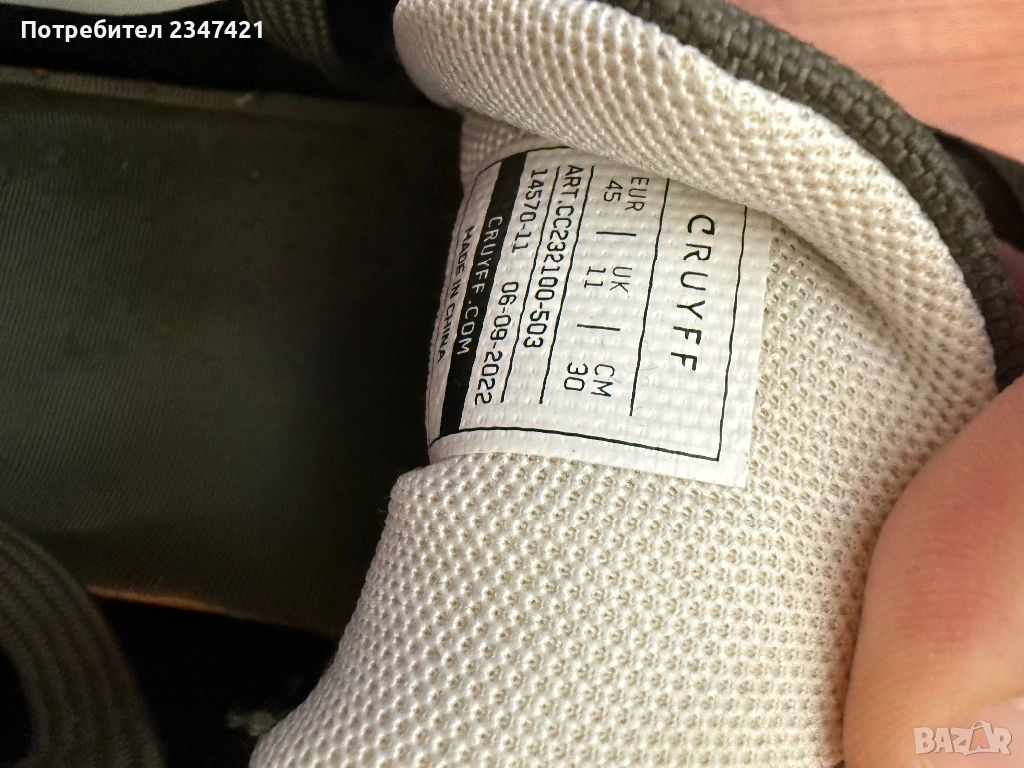 Потребител 2347421
CRUYFF
EUR | UK | CM
45 11 30
ART.CC232100-503
14570-11 06-09-2022
CRUYFF.COM
MADE IN CHINA
BAZAR